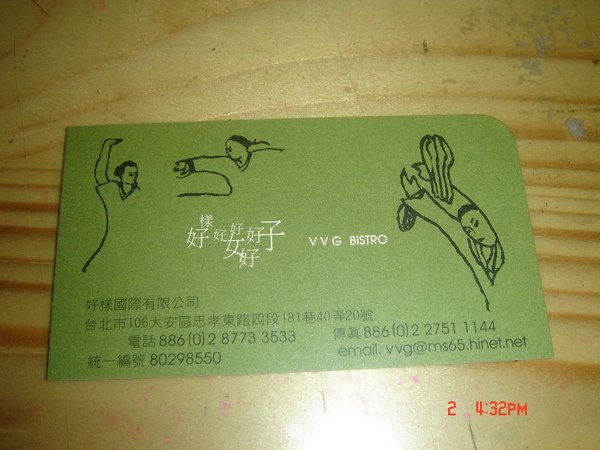 好樣好好女好好子
VVG BISTRO
好樣國際有限公司
台北市106大安區忠孝東路四段181巷40弄20號
電話 886(0)2 8773 3533 傳真 886(0)2 2751 1144
統一編號 80298550 email. vvg@ms65.hinet.net
2 4:32PM